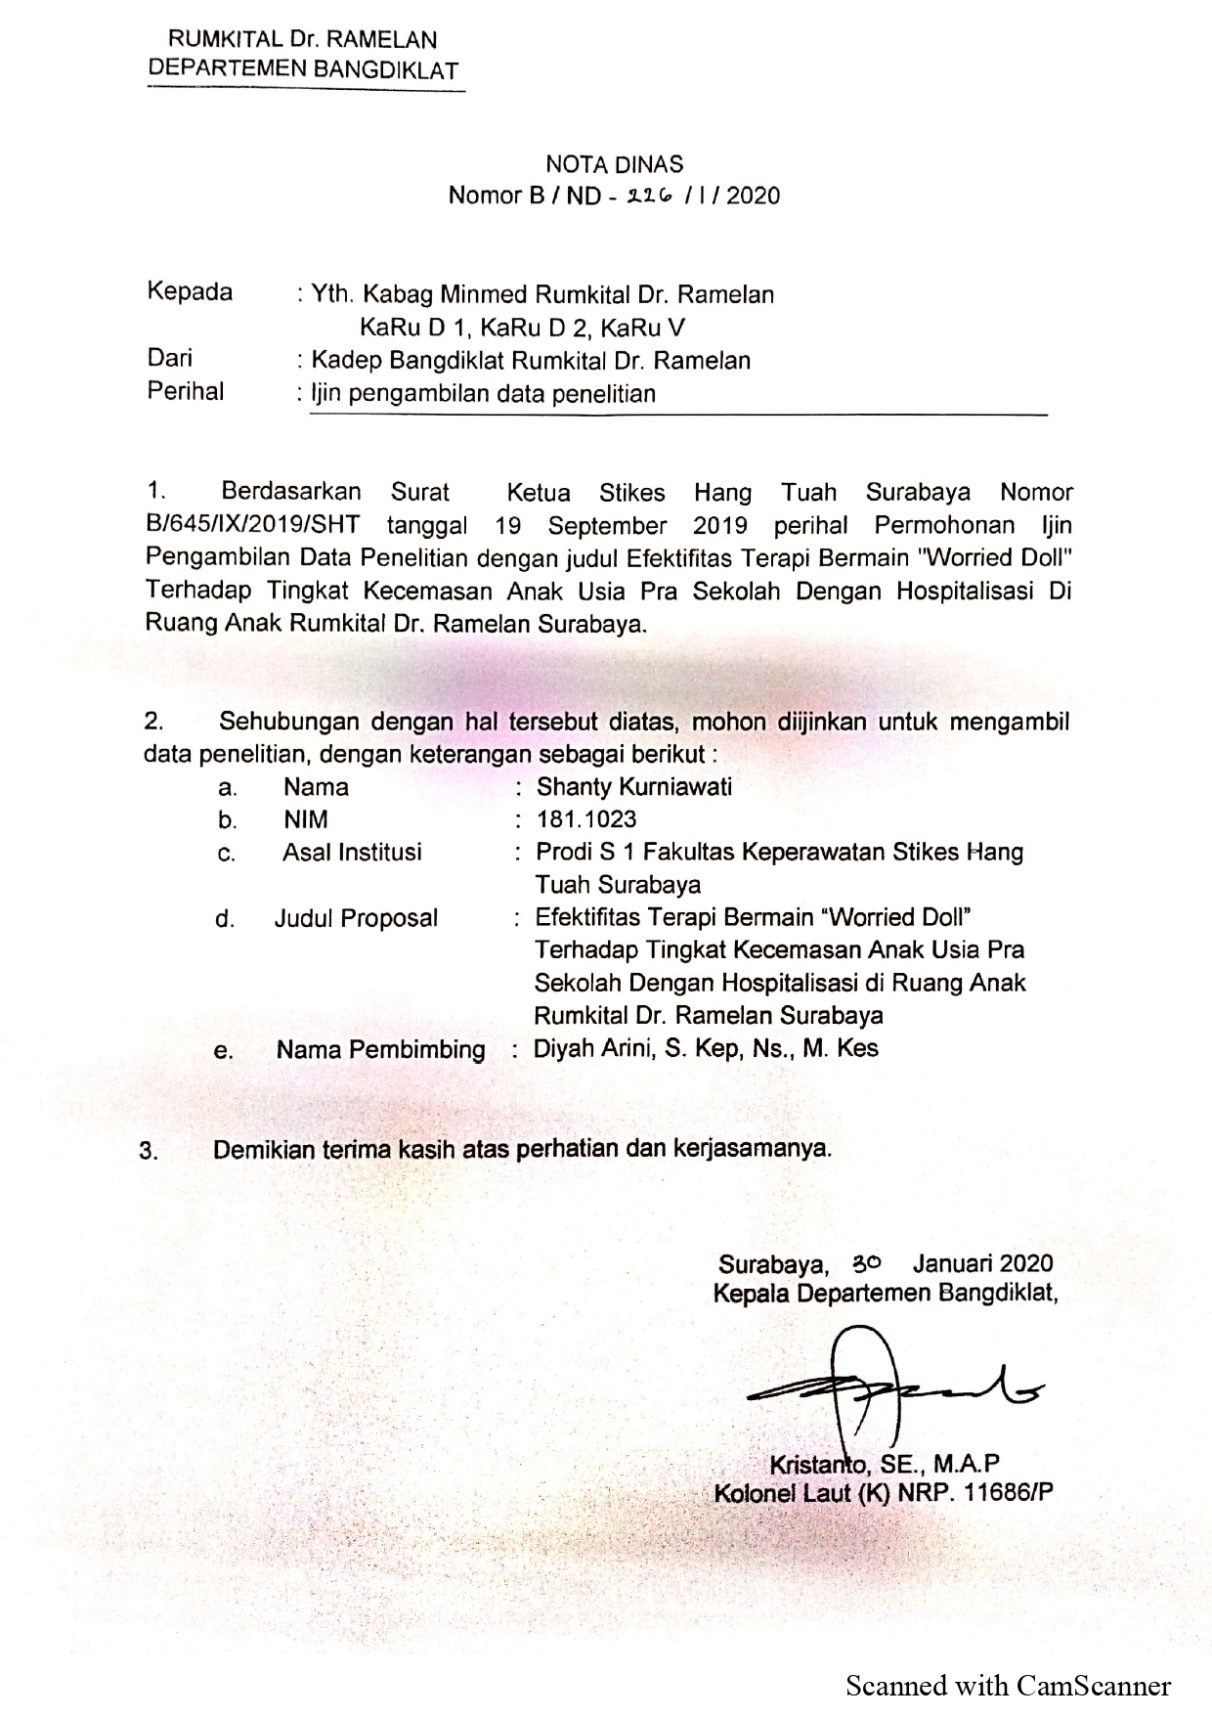 RUMKITAL Dr. RAMELAN
DEPARTEMEN BANGDIKLAT
NOTA DINAS
Nomor B / ND - 226 / I / 2020
Kepada : Yth. Kabag Minmed Rumkital Dr. Ramelan
KaRu D 1, KaRu D 2, KaRu V
Dari : Kadep Bangdiklat Rumkital Dr. Ramelan
Perihal : Ijin pengambilan data penelitian
1. Berdasarkan Surat Ketua Stikes Hang Tuah Surabaya Nomor
B/645/IX/2019/SHT tanggal 19 September 2019 perihal Permohonan Ijin
Pengambilan Data Penelitian dengan judul Efektifitas Terapi Bermain "Worried Doll"
Terhadap Tingkat Kecemasan Anak Usia Pra Sekolah Dengan Hospitalisasi Di
Ruang Anak Rumkital Dr. Ramelan Surabaya.
2. Sehubungan dengan hal tersebut diatas, mohon diijinkan untuk mengambil
data penelitian, dengan keterangan sebagai berikut :
a. Nama : Shanty Kurniawati
b. NIM : 181.1023
c. Asal Institusi : Prodi S 1 Fakultas Keperawatan Stikes Hang
Tuah Surabaya
d. Judul Proposal : Efektifitas Terapi Bermain “Worried Doll”
Terhadap Tingkat Kecemasan Anak Usia Pra
Sekolah Dengan Hospitalisasi di Ruang Anak
Rumkital Dr. Ramelan Surabaya
e. Nama Pembimbing : Diyah Arini, S. Kep, Ns., M. Kes
3. Demikian terima kasih atas perhatian dan kerjasamanya.
Surabaya, 30 Januari 2020
Kepala Departemen Bangdiklat,
Kristanto, SE., M.A.P
Kolonel Laut (K) NRP. 11686/P
Scanned with CamScanner